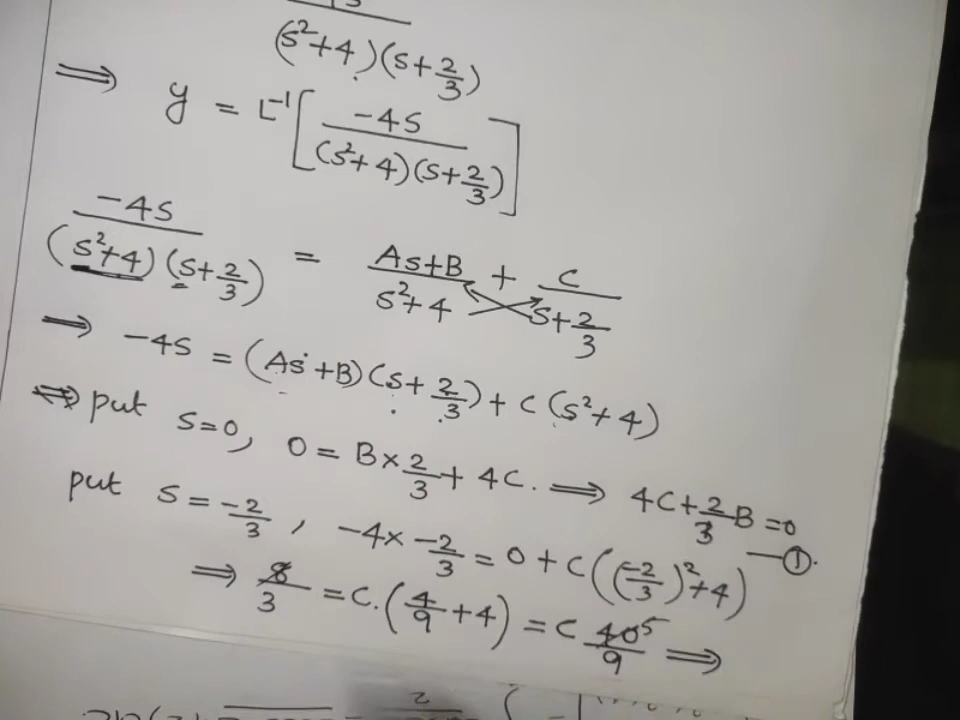 (s²+4)(s+2/3)
⟹ y = L⁻¹[-4s/((s²+4)(s+2/3))]
-4s/((s²+4)(s+2/3)) = (As+B)/(s²+4) + C/(s+2/3)
⟹ -4s = (As+B)(s+2/3) + C(s²+4)
put s=0, 0 = B×2/3 + 4C. ⟹ 4C+2/3B=0 —①.
put s=-2/3, -4×-2/3 = 0+C((-2/3)²+4)
⟹ 8/3 = C.(4/9+4) = C 40/9 5 ⟹